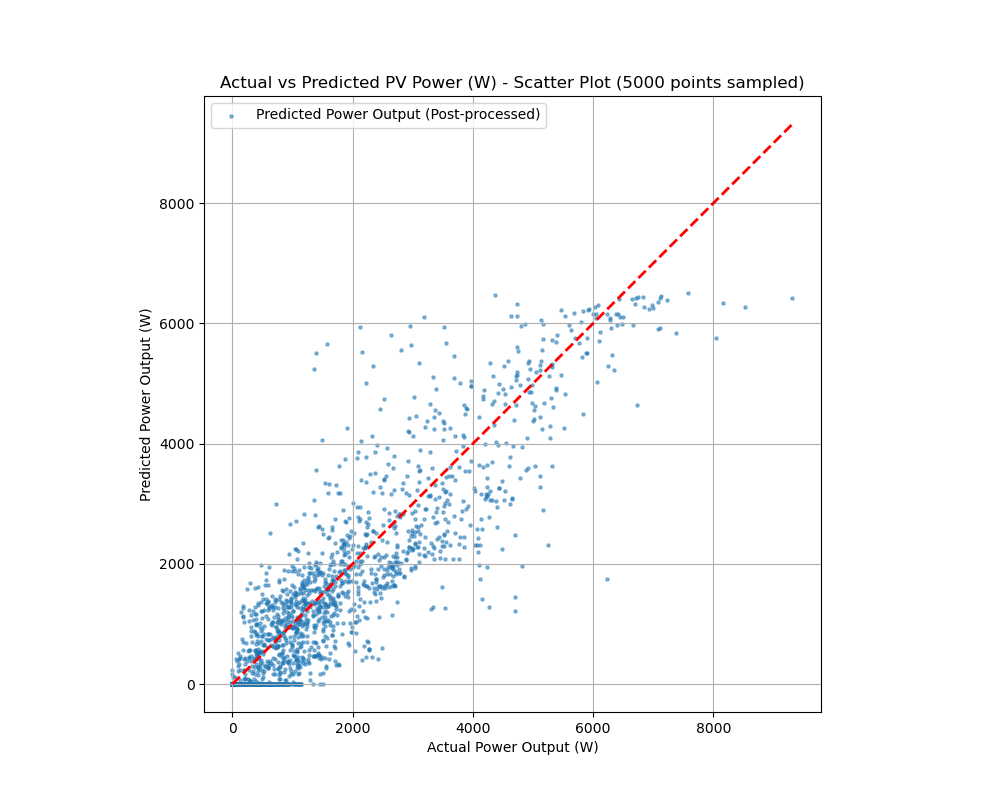 Actual vs Predicted PV Power (W) - Scatter Plot (5000 points sampled)
Predicted Power Output (Post-processed)
Predicted Power Output (W)
8000
6000
4000
2000
0
0 2000 4000 6000 8000
Actual Power Output (W)